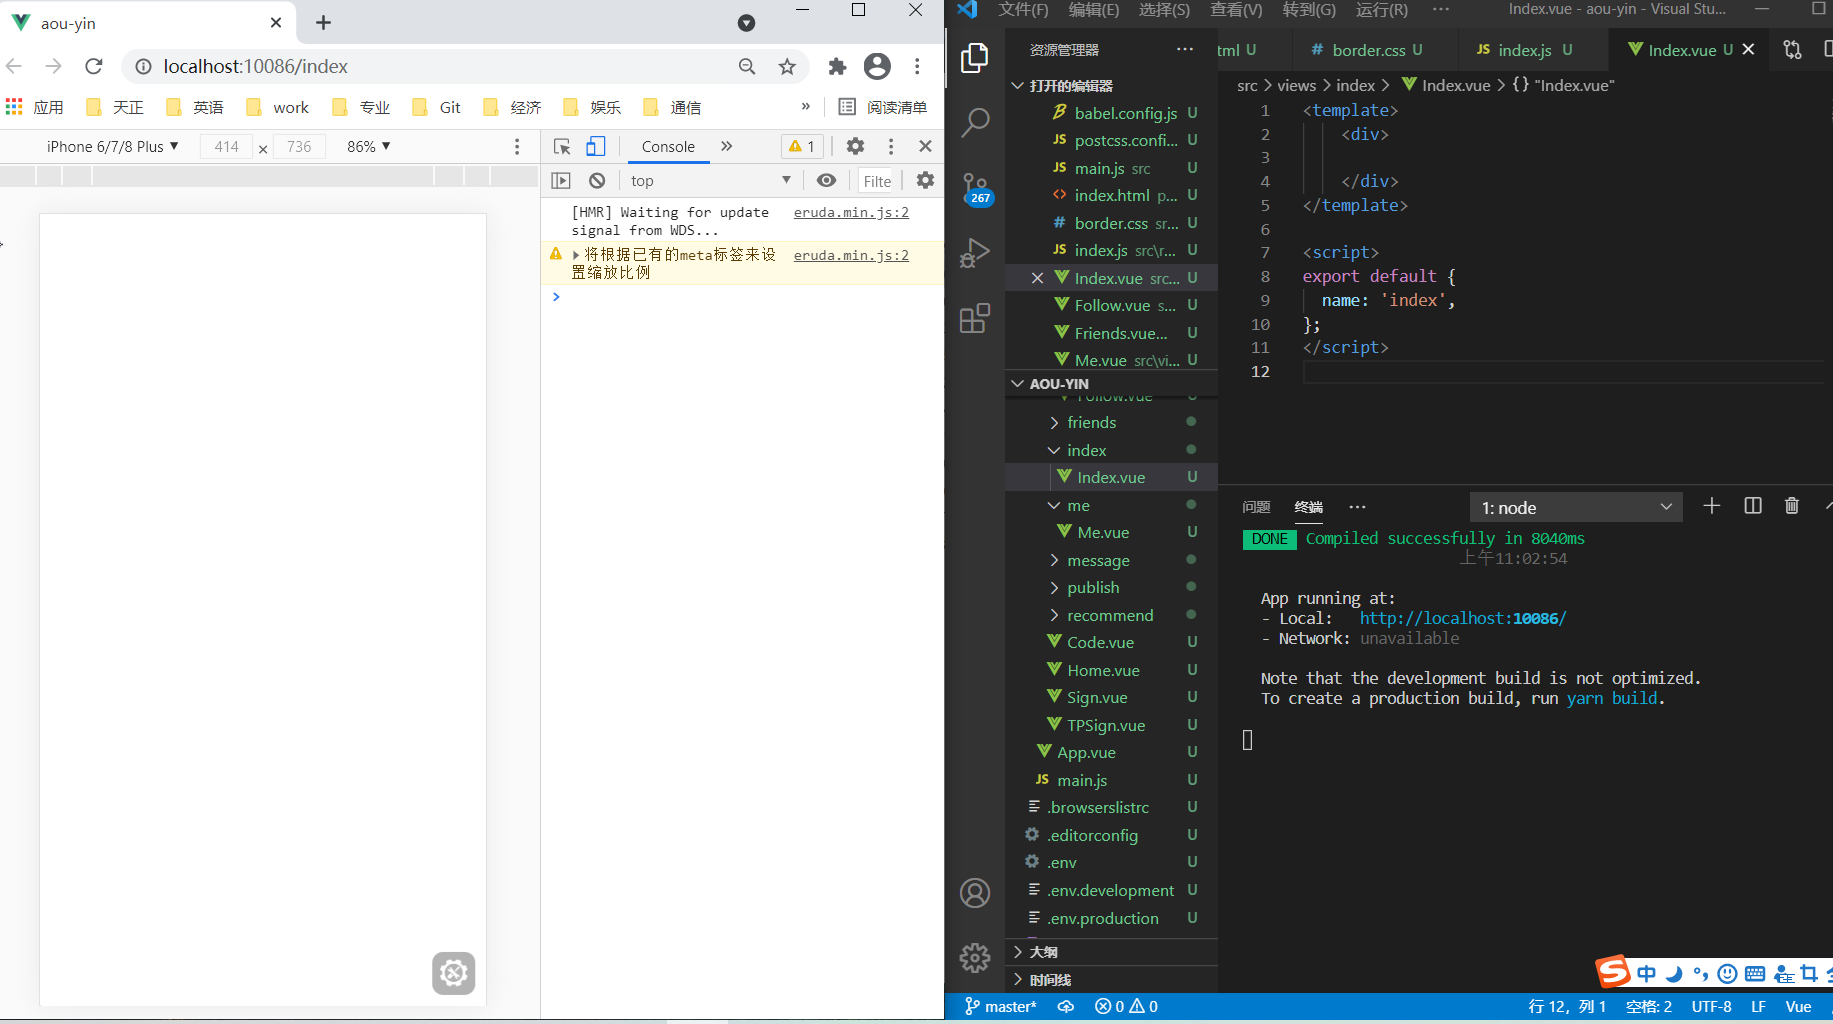 aou-yin
localhost:10086/index
应用 天正 英语 work 专业 Git 经济 娱乐 通信 » 阅读清单
iPhone 6/7/8 Plus ▼ 414 × 736 86% ▼
Console » 1
top ▼ Filte
[HMR] Waiting for update eruda.min.js:2
signal from WDS...
将根据已有的meta标签来设 eruda.min.js:2
置缩放比例
>
文件(F) 编辑(E) 选择(S) 查看(V) 转到(G) 运行(R) ··· Index.vue - aou-yin - Visual Stu...
资源管理器 ···
267
打开的编辑器
babel.config.js U
JS postcss.confi... U
JS main.js src U
<> index.html p... U
# border.css sr... U
JS index.js src\r... U
Index.vue src... U
Follow.vue s... U
Friends.vue... U
Me.vue src\vi... U
AOU-YIN
Follow.vue U
friends
index
Index.vue U
me
Me.vue U
message
publish
recommend
Code.vue U
Home.vue U
Sign.vue U
TPSign.vue U
App.vue U
JS main.js U
.browserslistrc U
.editorconfig U
.env U
.env.development U
.env.production U
大纲
时间线
tml U # border.css U JS index.js U Index.vue U
src > views > index > Index.vue > {} "Index.vue"
1 <template>
2 <div>
3
4 </div>
5 </template>
6
7 <script>
8 export default {
9 name: 'index',
10 };
11 </script>
12
问题 终端 ··· 1: node
DONE Compiled successfully in 8040ms
上午11:02:54
App running at:
- Local: http://localhost:10086/
- Network: unavailable
Note that the development build is not optimized.
To create a production build, run yarn build.
S 中
master* 0 0 行 12，列 1 空格: 2 UTF-8 LF Vue